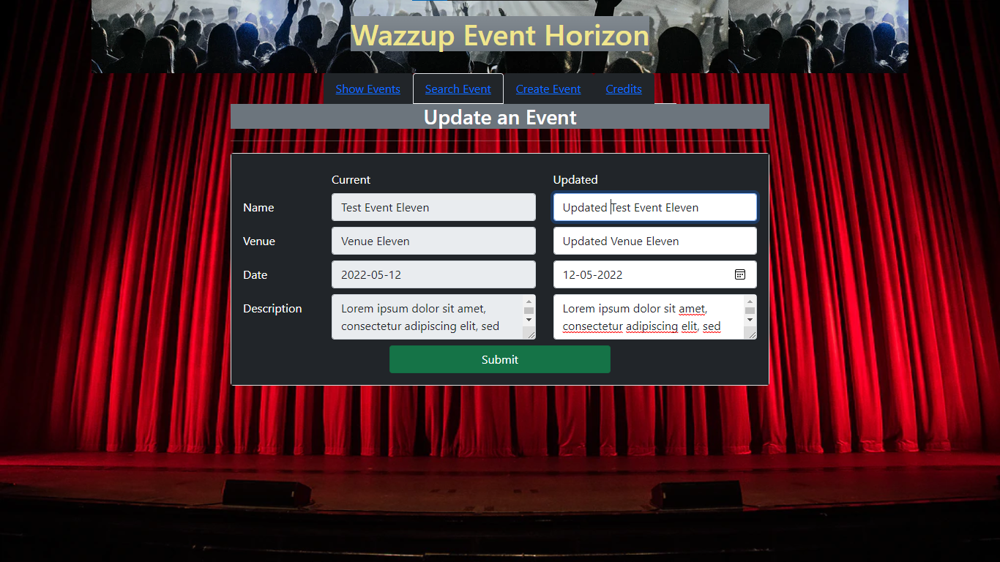 Wazzup Event Horizon
Show Events Search Event Create Event Credits
Update an Event
Current Updated
Name Test Event Eleven Updated Test Event Eleven
Venue Venue Eleven Updated Venue Eleven
Date 2022-05-12 12-05-2022
Description Lorem ipsum dolor sit amet, Lorem ipsum dolor sit amet,
consectetur adipiscing elit, sed consectetur adipiscing elit, sed
Submit